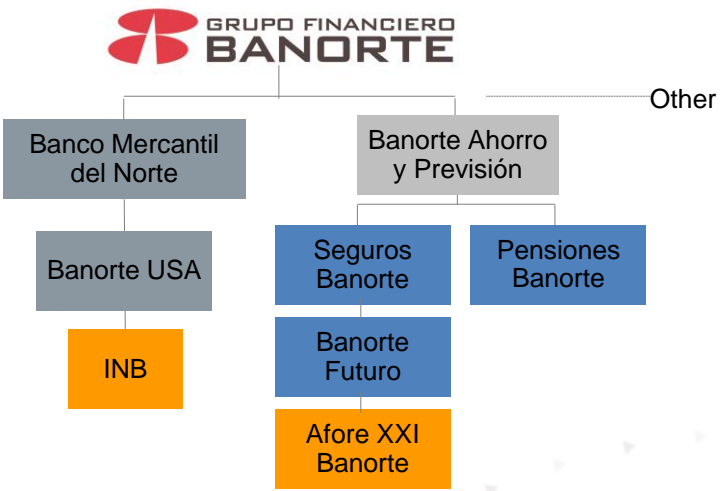 GRUPO FINANCIERO
BANORTE
Other
Banco Mercantil
del Norte
Banorte Ahorro
y Previsión
Banorte USA
Seguros
Banorte
Pensiones
Banorte
INB
Banorte
Futuro
Afore XXI
Banorte